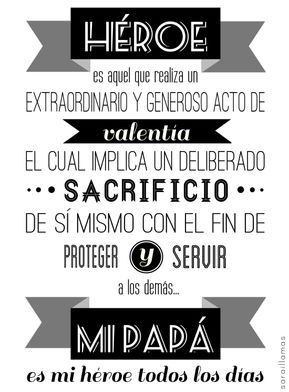 HÉROE
es aquel que realiza un
EXTRAORDINARIO Y GENEROSO ACTO DE
valentía
EL CUAL IMPLICA UN DELIBERADO
••• SACRIFICIO •••
DE SÍ MISMO CON EL FIN DE
PROTEGER y SERVIR
a los demás...
MI PAPÁ
es mi héroe todos los días
saraillamas